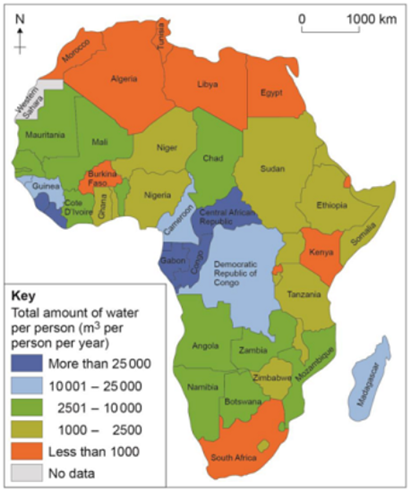 N
0 1000 km
Tunisia
Morocco
Algeria
Libya
Egypt
Western
Sahara
Mauritania
Mali
Niger
Chad
Sudan
Burkina
Faso
Guinea
Cote
D'Ivoire
Ghana
Nigeria
Cameroon
Central African
Republic
Ethiopia
Somalia
Gabon
Congo
Democratic
Republic of
Congo
Kenya
Tanzania
Angola
Zambia
Mozambique
Zimbabwe
Namibia
Botswana
Madagascar
South Africa
Key
Total amount of water
per person (m³ per
person per year)
More than 25 000
10 001 – 25 000
2501 – 10 000
1000 – 2500
Less than 1000
No data